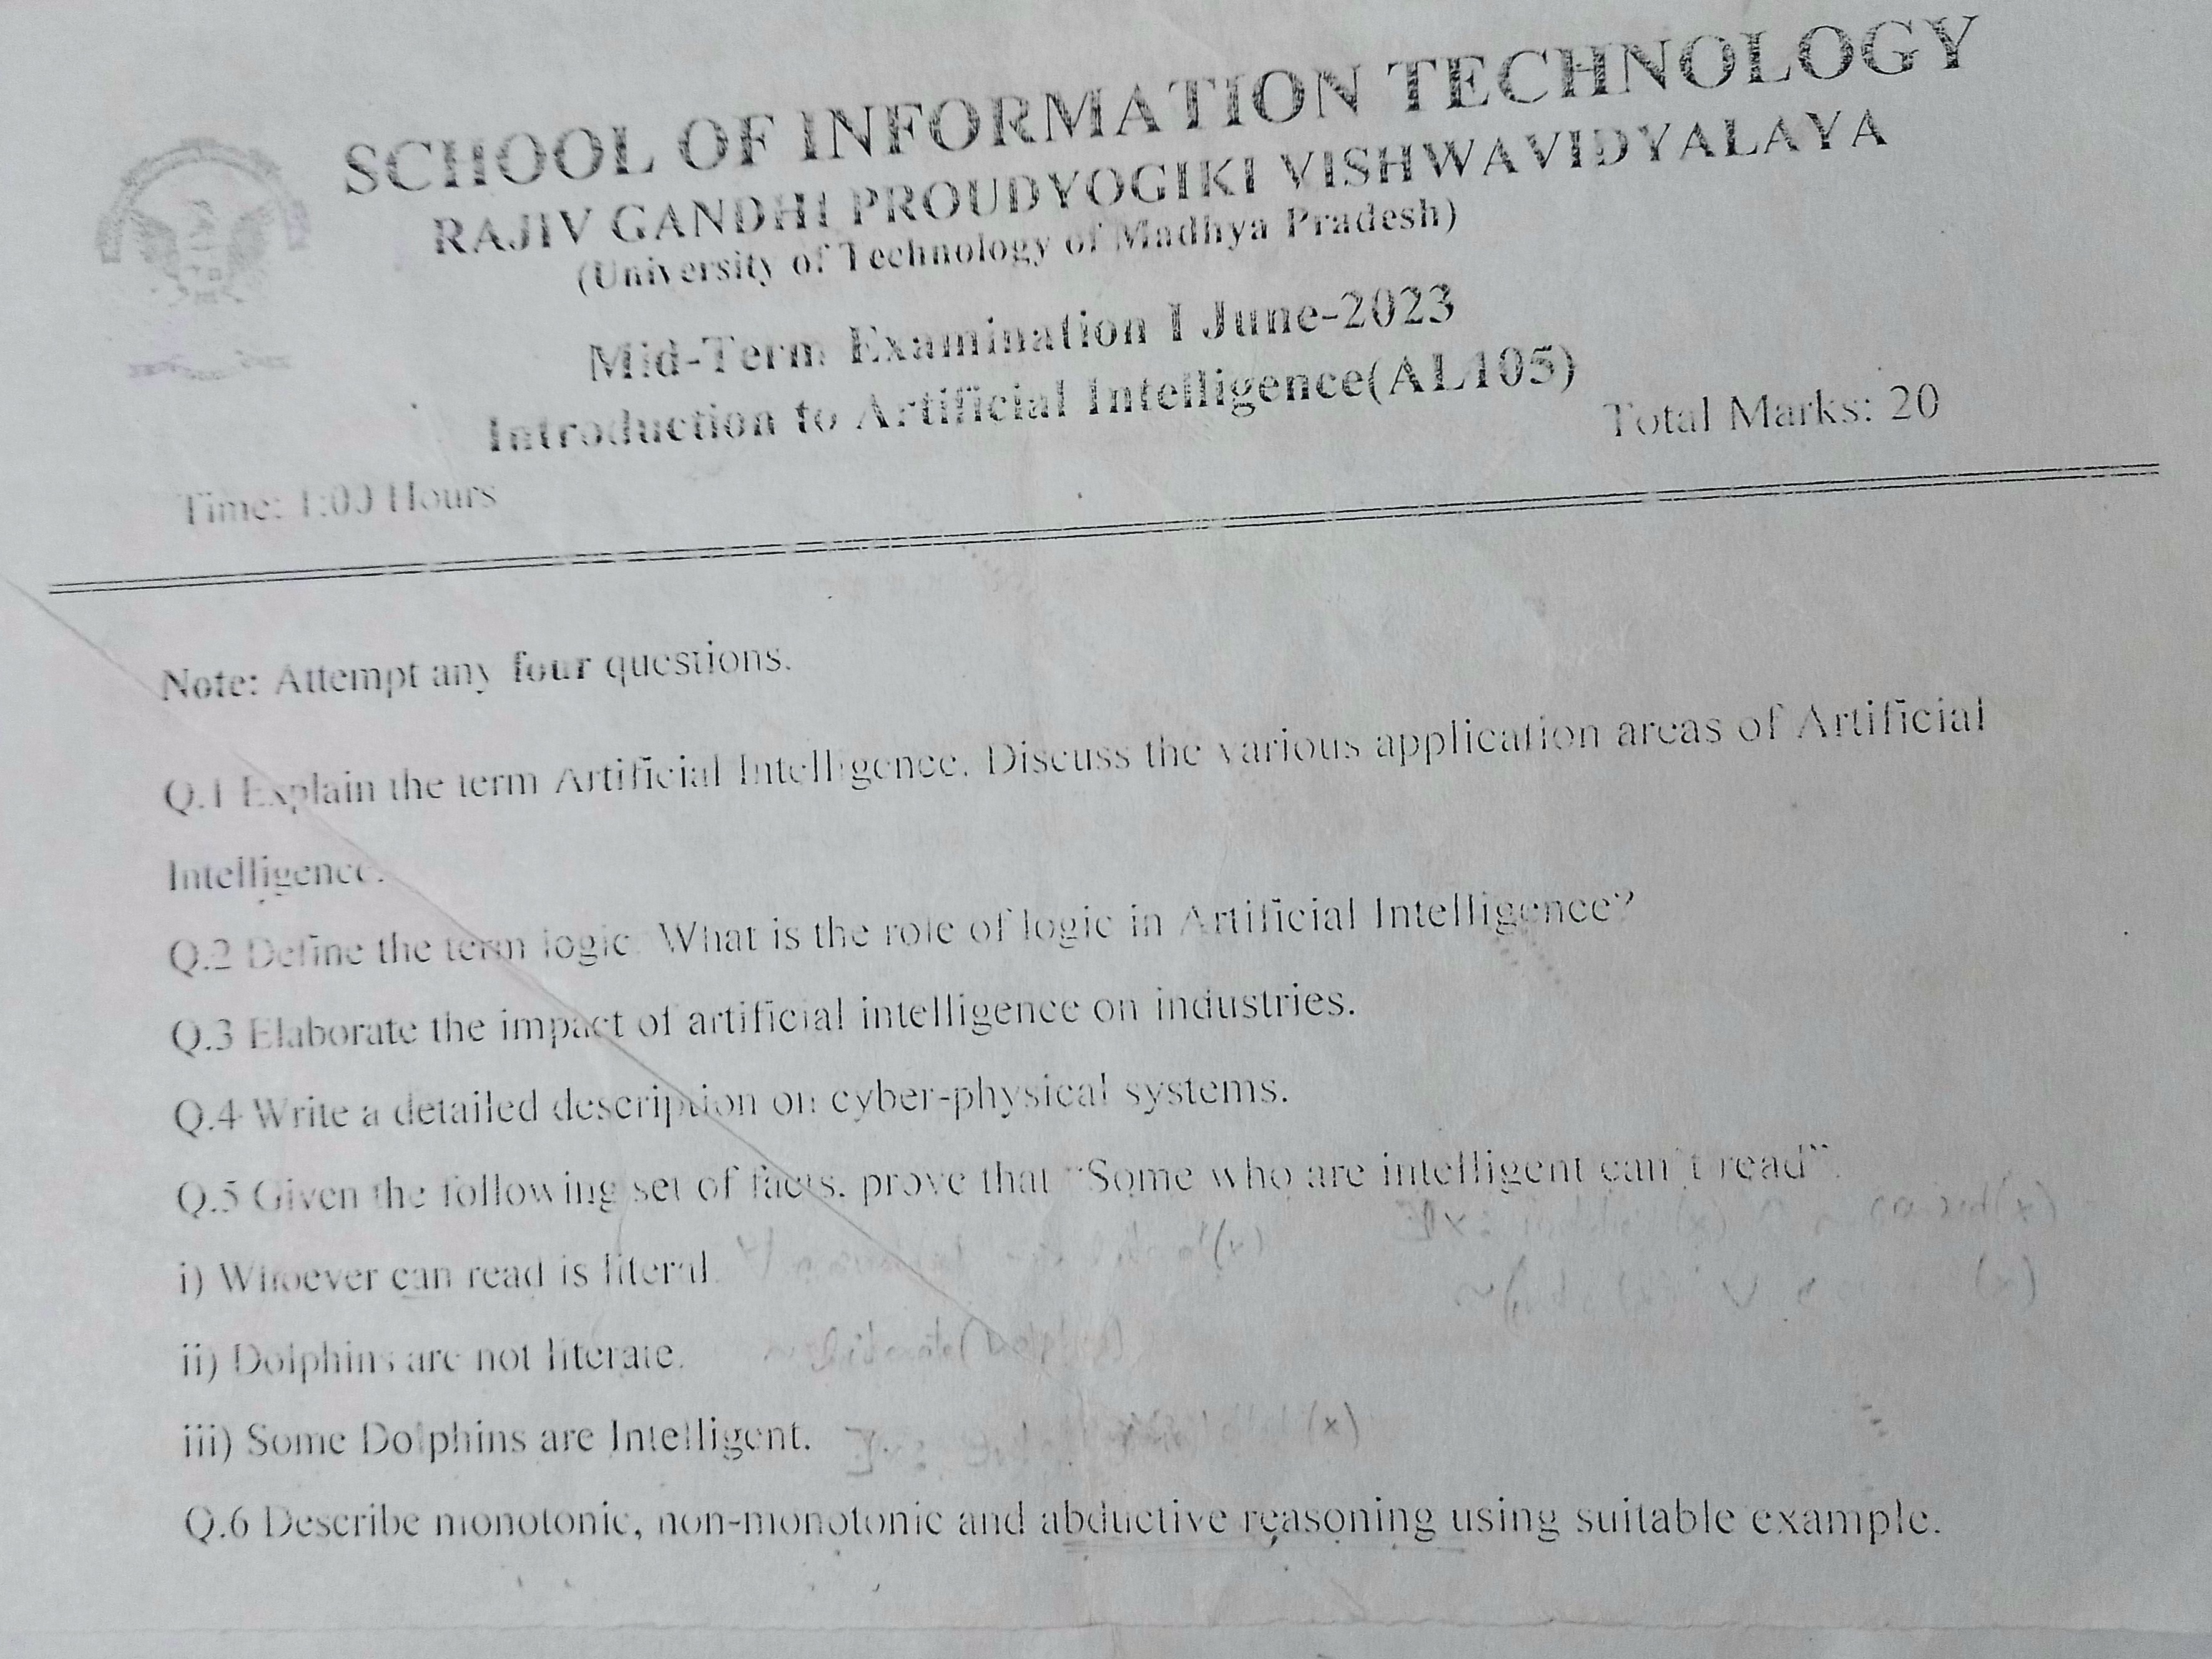 SCHOOL OF INFORMATION TECHNOLOGY
RAJIV GANDHI PROUDYOGIKI VISHWAVIDYALAYA
(University of Technology of Madhya Pradesh)
Mid-Term Examination I June-2023
Introduction to Artificial Intelligence(AL105)
Total Marks: 20
Time: 1:00 Hours
Note: Attempt any four questions.
Q.1 Explain the term Artificial Intelligence. Discuss the various application areas of Artificial
Intelligence.
Q.2 Define the term logic. What is the role of logic in Artificial Intelligence?
Q.3 Elaborate the impact of artificial intelligence on industries.
Q.4 Write a detailed description on cyber-physical systems.
Q.5 Given the following set of facts, prove that "Some who are intelligent can't read".
i) Whoever can read is literal.
ii) Dolphins are not literate.
iii) Some Dolphins are Intelligent.
Q.6 Describe monotonic, non-monotonic and abductive reasoning using suitable example.